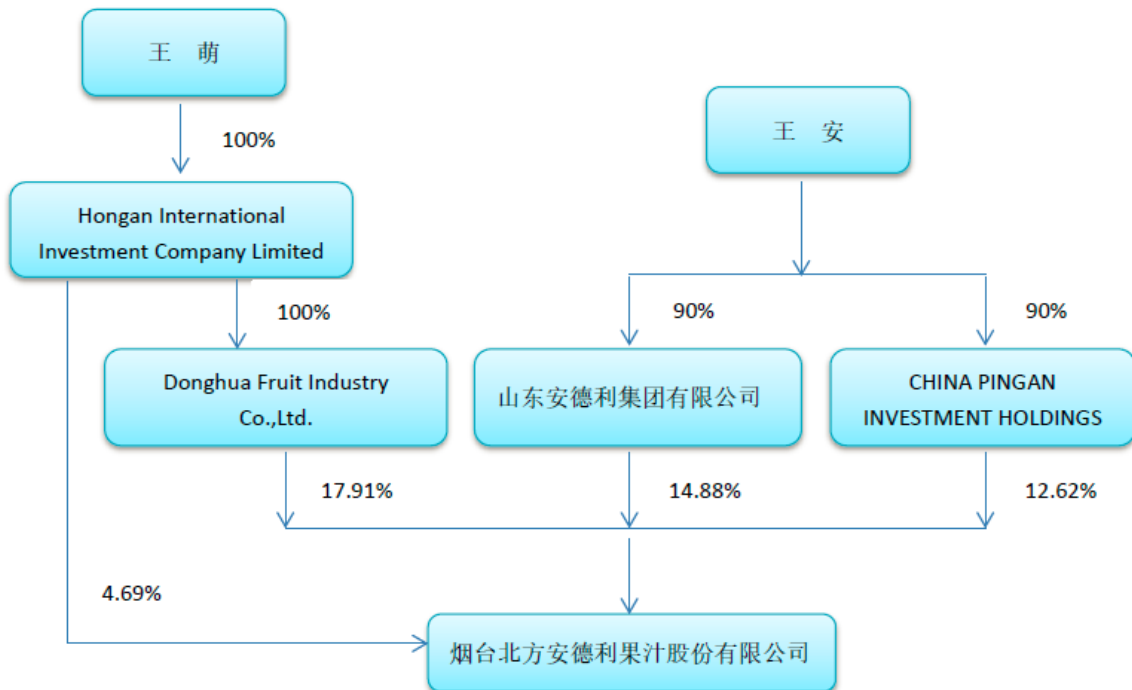 王 萌
100%
王 安
Hongan International
Investment Company Limited
100%
90%
90%
Donghua Fruit Industry
Co.,Ltd.
山东安德利集团有限公司
CHINA PINGAN
INVESTMENT HOLDINGS
17.91%
14.88%
12.62%
4.69%
烟台北方安德利果汁股份有限公司